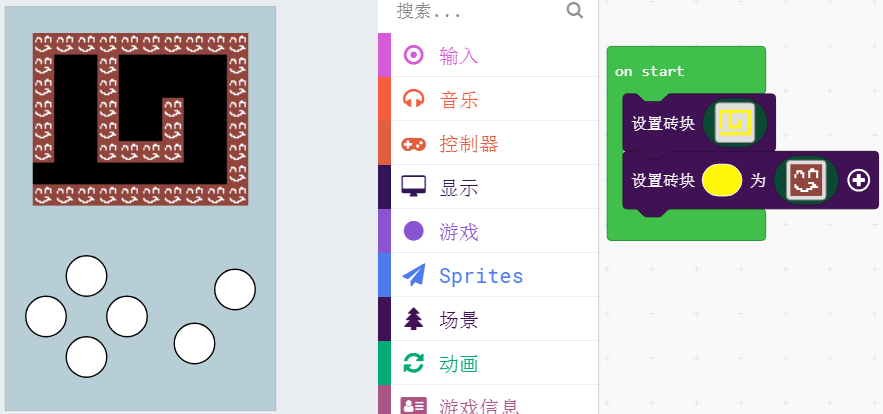 搜索...
输入
音乐
控制器
显示
游戏
Sprites
场景
动画
游戏信息
on start
设置砖块
设置砖块 为